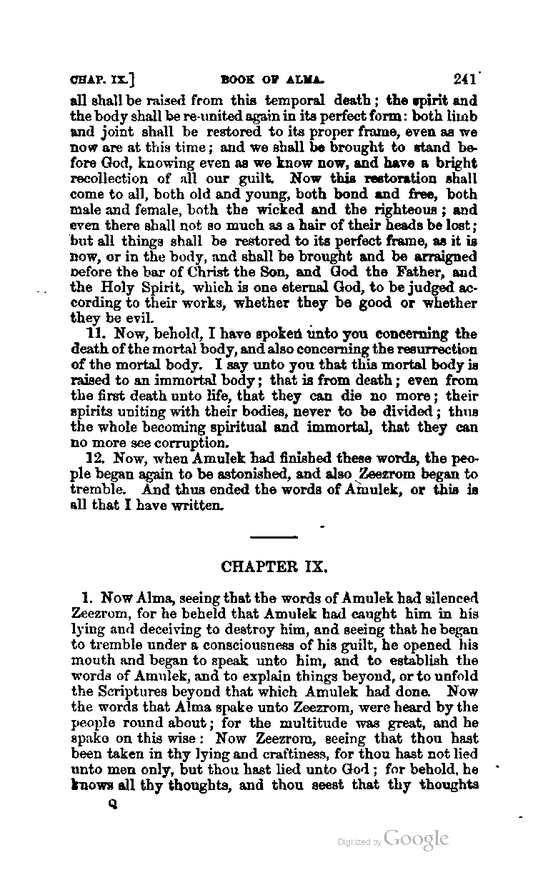 CHAP. IX.] BOOK OF ALMA. 241
all shall be raised from this temporal death; the spirit and
the body shall be re-united again in its perfect form: both limb
and joint shall be restored to its proper frame, even as we
now are at this time; and we shall be brought to stand be-
fore God, knowing even as we know now, and have a bright
recollection of all our guilt. Now this restoration shall
come to all, both old and young, both bond and free, both
male and female, both the wicked and the righteous; and
even there shall not so much as a hair of their heads be lost;
but all things shall be restored to its perfect frame, as it is
now, or in the body, and shall be brought and be arraigned
before the bar of Christ the Son, and God the Father, and
the Holy Spirit, which is one eternal God, to be judged ac-
cording to their works, whether they be good or whether
they be evil.
11. Now, behold, I have spoken unto you concerning the
death of the mortal body, and also concerning the resurrection
of the mortal body. I say unto you that this mortal body is
raised to an immortal body; that is from death; even from
the first death unto life, that they can die no more; their
spirits uniting with their bodies, never to be divided; thus
the whole becoming spiritual and immortal, that they can
no more see corruption.
12. Now, when Amulek had finished these words, the peo-
ple began again to be astonished, and also Zeezrom began to
tremble. And thus ended the words of Amulek, or this is
all that I have written.
CHAPTER IX.
1. Now Alma, seeing that the words of Amulek had silenced
Zeezrom, for he beheld that Amulek had caught him in his
lying and deceiving to destroy him, and seeing that he began
to tremble under a consciousness of his guilt, he opened his
mouth and began to speak unto him, and to establish the
words of Amulek, and to explain things beyond, or to unfold
the Scriptures beyond that which Amulek had done. Now
the words that Alma spake unto Zeezrom, were heard by the
people round about; for the multitude was great, and he
spake on this wise: Now Zeezrom, seeing that thou hast
been taken in thy lying and craftiness, for thou hast not lied
unto men only, but thou hast lied unto God; for behold, he
knows all thy thoughts, and thou seest that thy thoughts
Q
Digitized by Google